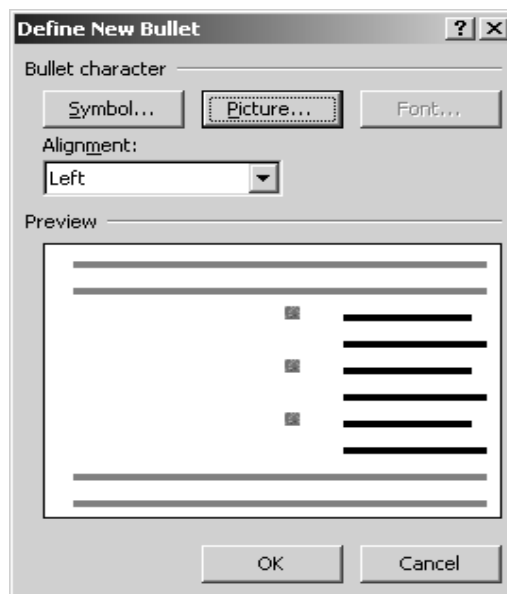 Define New Bullet
Bullet character
Symbol... Picture... Font...
Alignment:
Left
Preview
OK Cancel